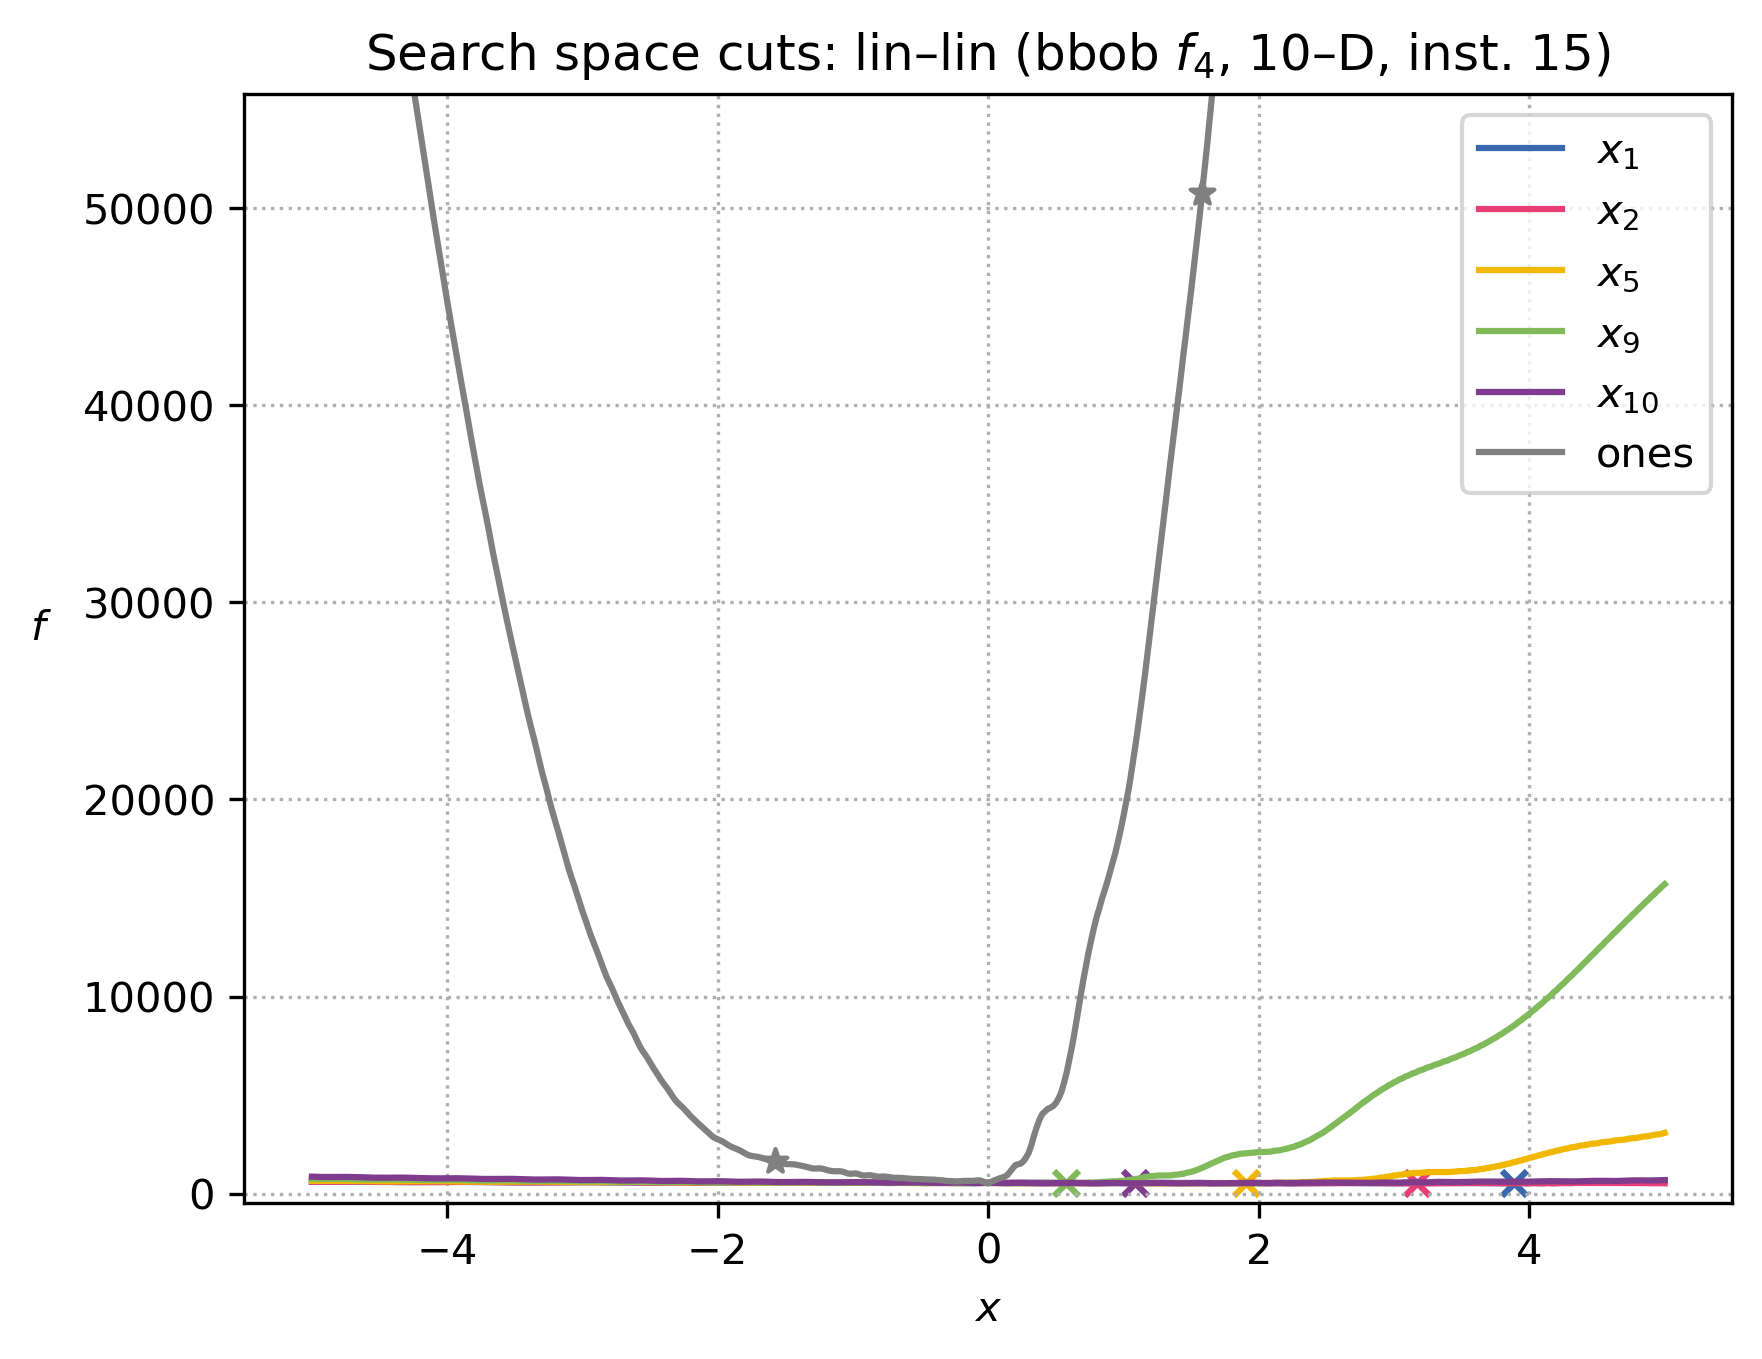 Search space cuts: lin–lin (bbob f₄, 10–D, inst. 15)
50000
40000
30000
20000
10000
0
f
−4
−2
0
2
4
x
x₁
x₂
x₅
x₉
x₁₀
ones